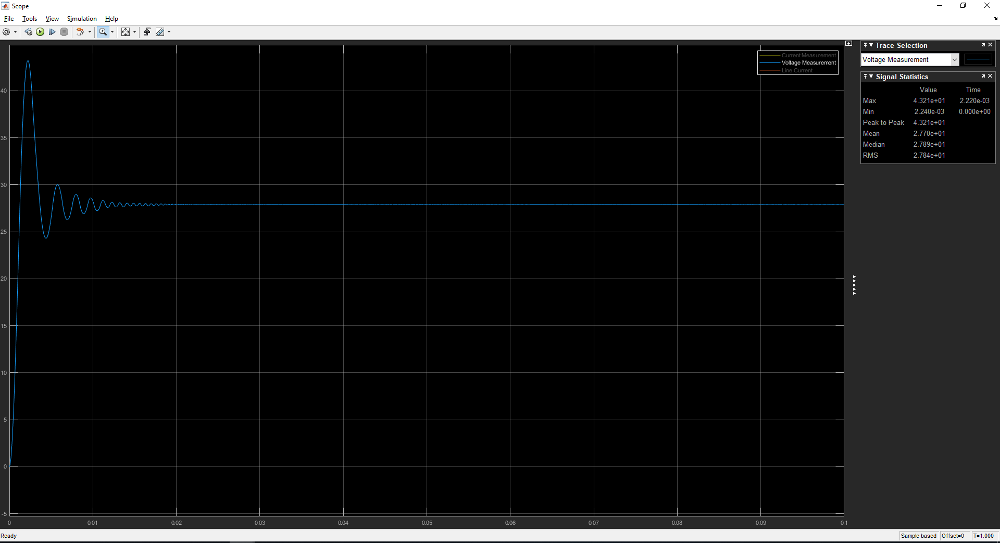 Scope
File Tools View Simulation Help
Current Measurement
Voltage Measurement
Line Current
40
35
30
25
20
15
10
5
0
-5
0 0.01 0.02 0.03 0.04 0.05 0.06 0.07 0.08 0.09 0.1
Trace Selection
Voltage Measurement
Signal Statistics
Value Time
Max 4.321e+01 2.220e-03
Min 2.240e-03 0.000e+00
Peak to Peak 4.321e+01
Mean 2.770e+01
Median 2.789e+01
RMS 2.784e+01
Ready
Sample based Offset=0 T=1.000